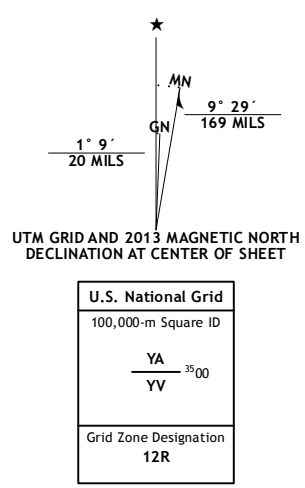 ★
MN
GN
9° 29´
169 MILS
1° 9´
20 MILS
UTM GRID AND 2013 MAGNETIC NORTH
DECLINATION AT CENTER OF SHEET
U.S. National Grid
100,000-m Square ID
YA
3500
YV
Grid Zone Designation
12R